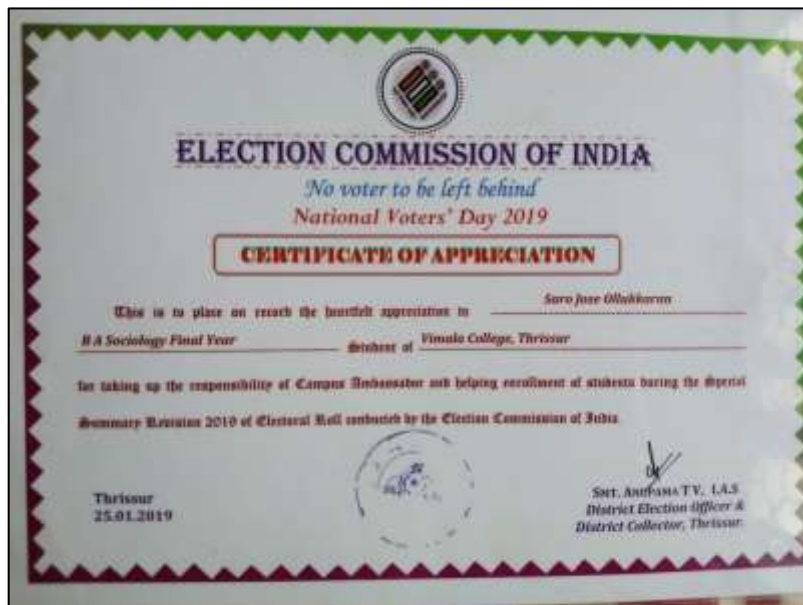 ELECTION COMMISSION OF INDIA
No voter to be left behind
National Voters' Day 2019
CERTIFICATE OF APPRECIATION
This is to place on record the heartfelt appreciation to Jose
B A Sociology Final Year Student of Vimala College, Thrissur
for taking up the responsibility of Campus Ambassador and helping enrollment of students during the Special
Summary Revision 2019 of Electoral Roll conducted by the Election Commission of India.
Thrissur
25.01.2019
SMT. ANUPAMA T V, I.A.S
District Election Officer &
District Collector, Thrissur.